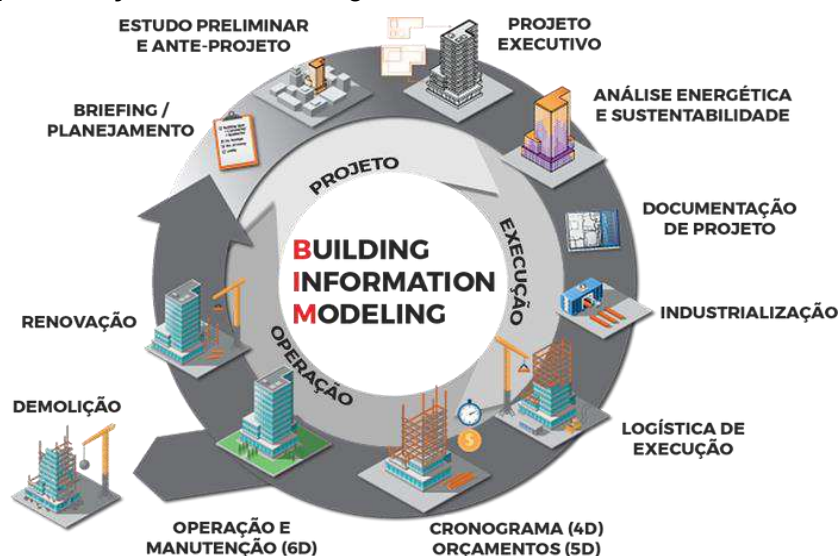 ESTUDO PRELIMINAR
E ANTE-PROJETO
PROJETO
EXECUTIVO
BRIEFING /
PLANEJAMENTO
ANÁLISE ENERGÉTICA
E SUSTENTABILIDADE
PROJETO
DOCUMENTAÇÃO
DE PROJETO
EXECUÇÃO
BUILDING
INFORMATION
MODELING
INDUSTRIALIZAÇÃO
RENOVAÇÃO
OPERAÇÃO
DEMOLIÇÃO
LOGÍSTICA DE
EXECUÇÃO
OPERAÇÃO E
MANUTENÇÃO (6D)
CRONOGRAMA (4D)
ORÇAMENTOS (5D)